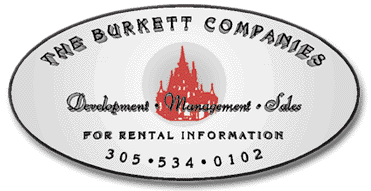 THE BURKETT COMPANIES
Development • Management • Sales
FOR RENTAL INFORMATION
305•534•0102